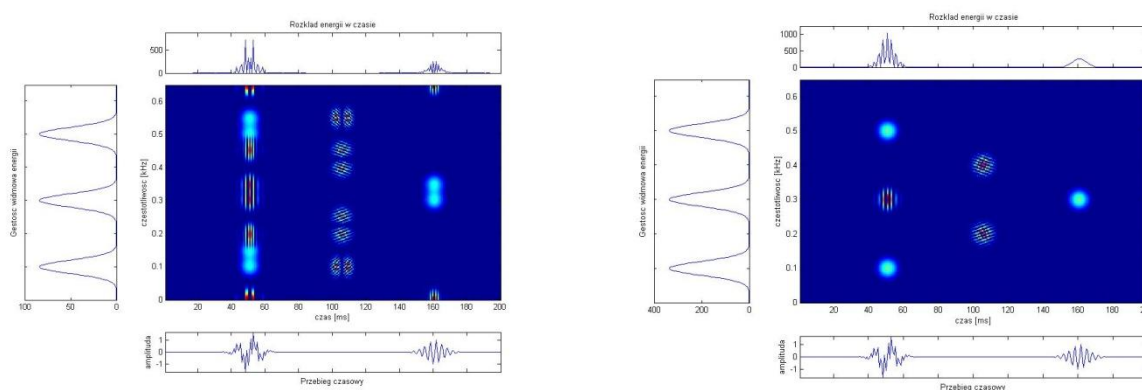 Rozklad energii w czasie
500
0
Gestosc widmowa energii
100 50 0
czestotliwosc [kHz]
0.6
0.5
0.4
0.3
0.2
0.1
0
20 40 60 80 100 120 140 160 180 200
czas [ms]
amplituda
1
0
-1
Przebieg czasowy
Rozklad energii w czasie
1000
500
0
Gestosc widmowa energii
400 200 0
czestotliwosc [kHz]
0.6
0.5
0.4
0.3
0.2
0.1
0
20 40 60 80 100 120 140 160 180
czas [ms]
amplituda
1
0
-1
Przebieg czasowy